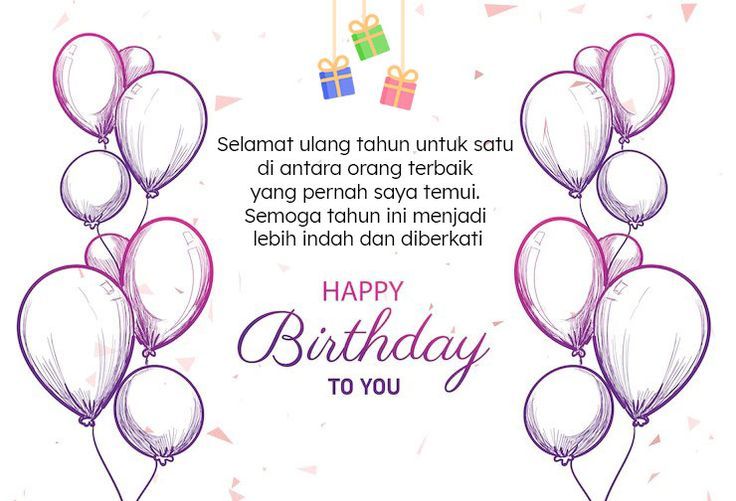 Selamat ulang tahun untuk satu
di antara orang terbaik
yang pernah saya temui.
Semoga tahun ini menjadi
lebih indah dan diberkati
HAPPY
Birthday
TO YOU